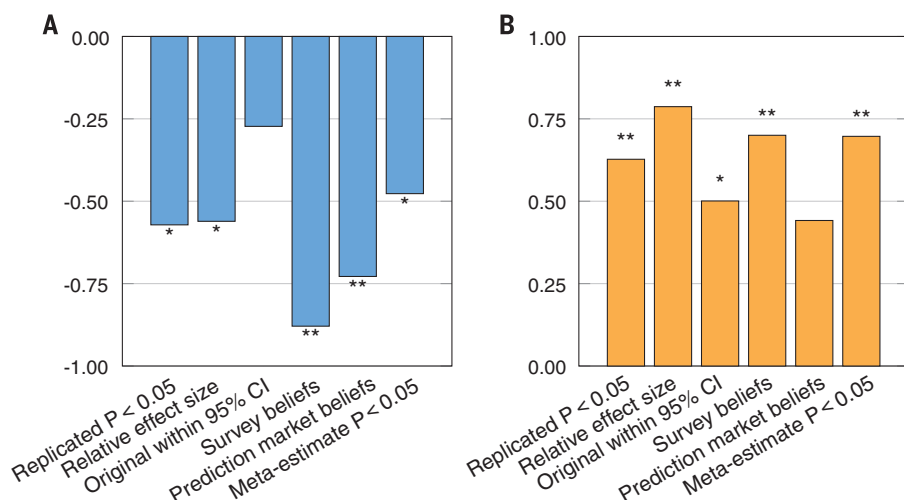 A
0.00
-0.25
-0.50
-0.75
-1.00
*
*
**
**
*
Replicated P < 0.05
Relative effect size
Original within 95% CI
Survey beliefs
Prediction market beliefs
Meta-estimate P < 0.05
B
1.00
0.75
0.50
0.25
0.00
**
**
*
**
**
Replicated P < 0.05
Relative effect size
Original within 95% CI
Survey beliefs
Prediction market beliefs
Meta-estimate P < 0.05